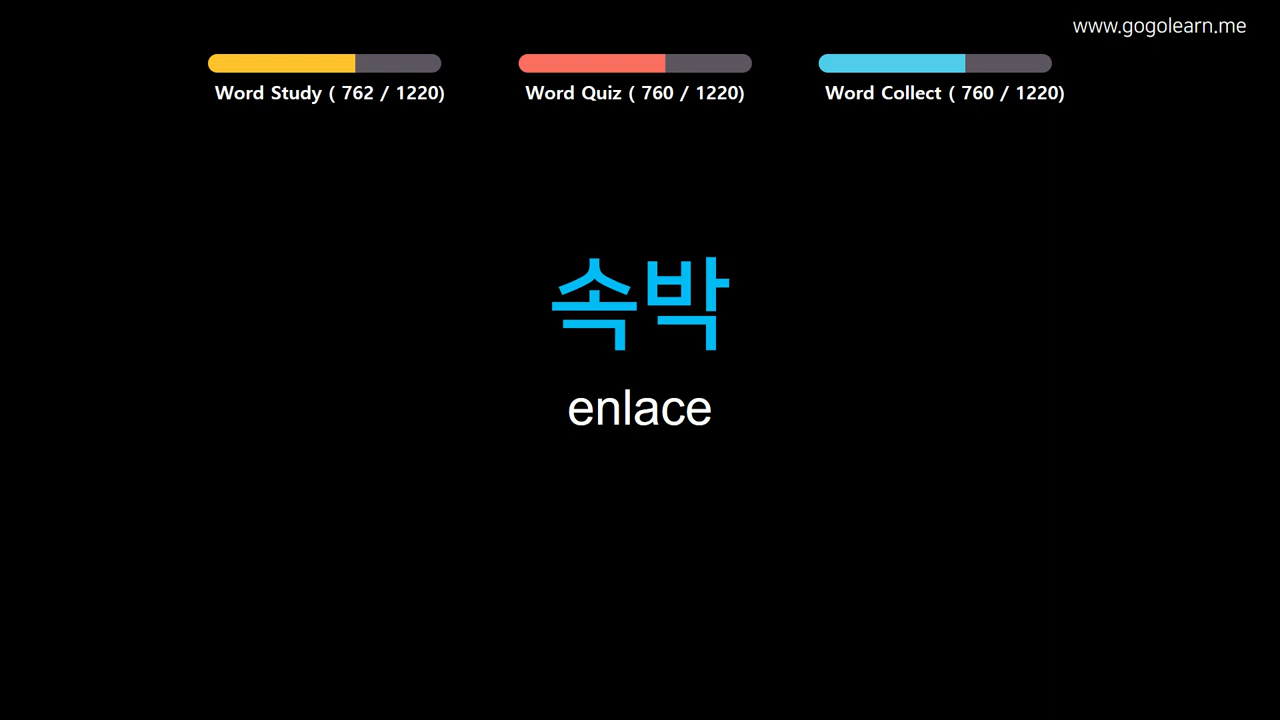 www.gogolearn.me
Word Study ( 762 / 1220)
Word Quiz ( 760 / 1220)
Word Collect ( 760 / 1220)
속박
enlace